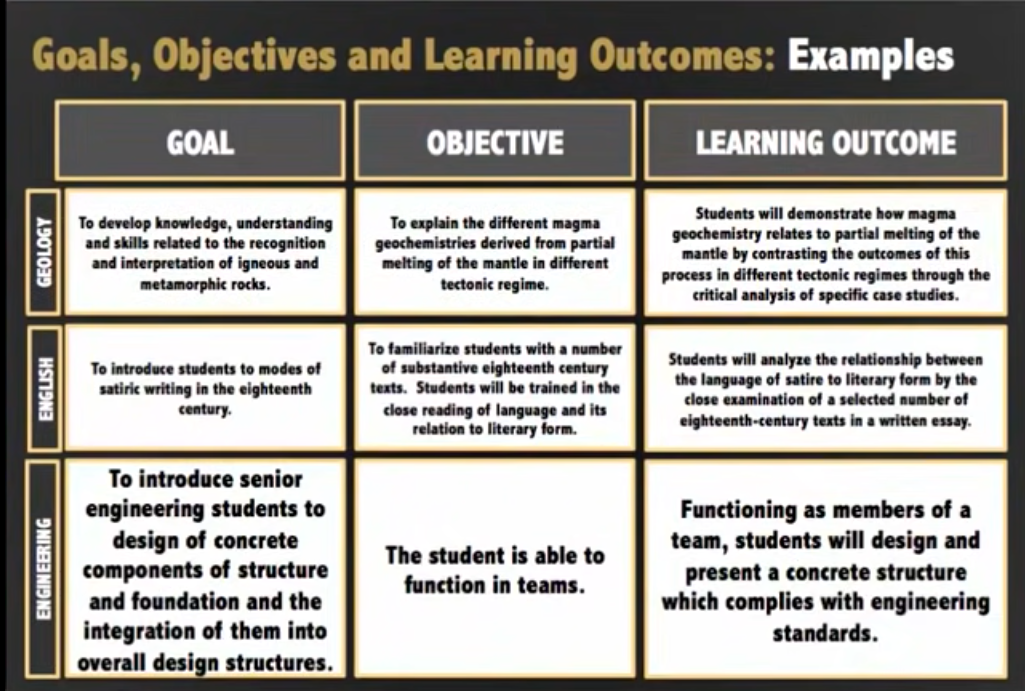 Goals, Objectives and Learning Outcomes: Examples
GOAL
OBJECTIVE
LEARNING OUTCOME
GEOLOGY
To develop knowledge, understanding
and skills related to the recognition
and interpretation of igneous and
metamorphic rocks.
To explain the different magma
geochemistries derived from partial
melting of the mantle in different
tectonic regime.
Students will demonstrate how magma
geochemistry relates to partial melting of the
mantle by contrasting the outcomes of this
process in different tectonic regimes through the
critical analysis of specific case studies.
ENGLISH
To introduce students to modes of
satiric writing in the eighteenth
century.
To familiarize students with a number
of substantive eighteenth century
texts. Students will be trained in the
close reading of language and its
relation to literary form.
Students will analyze the relationship between
the language of satire to literary form by the
close examination of a selected number of
eighteenth-century texts in a written essay.
ENGINEERING
To introduce senior
engineering students to
design of concrete
components of structure
and foundation and the
integration of them into
overall design structures.
The student is able to
function in teams.
Functioning as members of a
team, students will design and
present a concrete structure
which complies with engineering
standards.